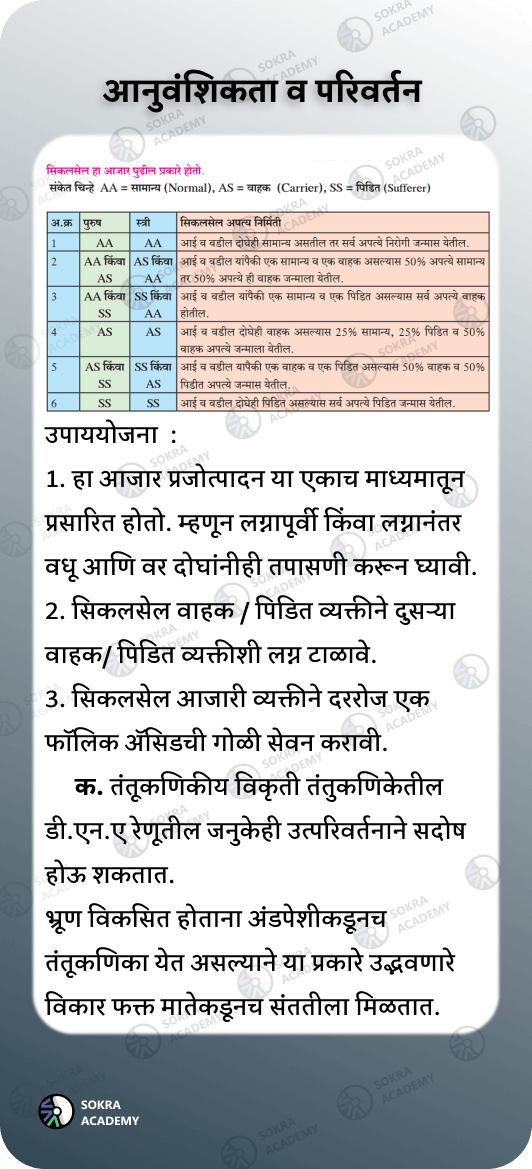 आनुवंशिकता व परिवर्तन
सिकलसेल हा आजार पुढील प्रकारे होतो.
संकेत चिन्हे AA = सामान्य (Normal), AS = वाहक (Carrier), SS = पिडित (Sufferer)
अ.क्र पुरुष स्त्री सिकलसेल अपत्य निर्मिती
1 AA AA आई व वडील दोघेही सामान्य असतील तर सर्व अपत्ये निरोगी जन्मास येतील.
2 AA किंवा AS किंवा आई व वडील यांपैकी एक सामान्य व एक वाहक असल्यास 50% अपत्ये सामान्य
AS AA तर 50% अपत्ये ही वाहक जन्माला येतील.
3 AA किंवा SS किंवा आई व वडील यांपैकी एक सामान्य व एक पिडित असल्यास सर्व अपत्ये वाहक
SS AA होतील.
4 AS AS आई व वडील दोघेही वाहक असल्यास 25% सामान्य, 25% पिडित व 50%
वाहक अपत्ये जन्माला येतील.
5 AS किंवा SS किंवा आई व वडील यापैकी एक वाहक व एक पिडित असल्यास 50% वाहक व 50%
SS AS पिडीत अपत्ये जन्मास येतील.
6 SS SS आई व वडील दोघेही पिडित असल्यास सर्व अपत्ये पिडित जन्मास येतील.
उपाययोजना :
1. हा आजार प्रजोत्पादन या एकाच माध्यमातून
प्रसारित होतो. म्हणून लग्नापूर्वी किंवा लग्नानंतर
वधू आणि वर दोघांनीही तपासणी करून घ्यावी.
2. सिकलसेल वाहक / पिडित व्यक्तीने दुसऱ्या
वाहक/ पिडित व्यक्तीशी लग्न टाळावे.
3. सिकलसेल आजारी व्यक्तीने दररोज एक
फॉलिक ॲसिडची गोळी सेवन करावी.
क. तंतूकणिकीय विकृती तंतुकणिकेतील
डी.एन.ए रेणूतील जनुकेही उत्परिवर्तनाने सदोष
होऊ शकतात.
भ्रूण विकसित होताना अंडपेशीकडूनच
तंतूकणिका येत असल्याने या प्रकारे उद्भवणारे
विकार फक्त मातेकडूनच संततीला मिळतात.
SOKRA
ACADEMY